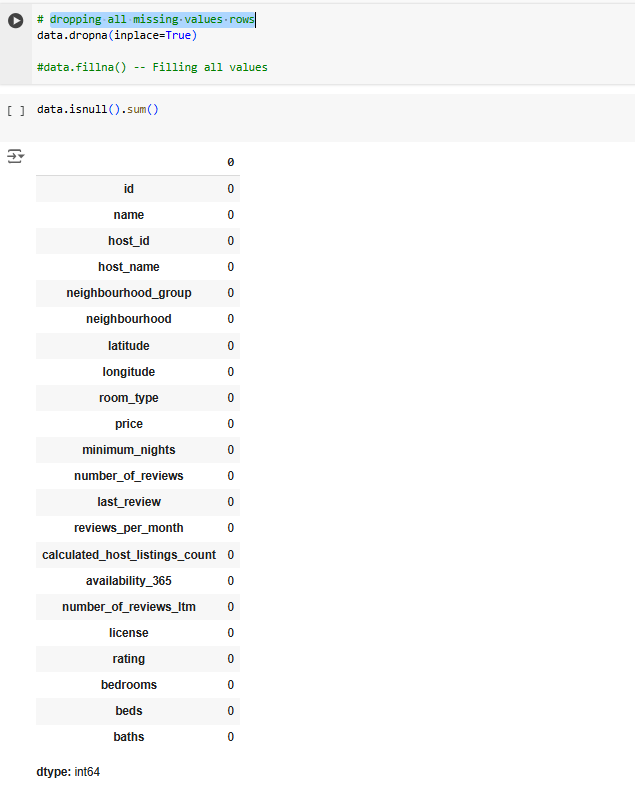 # dropping all missing values rows
data.dropna(inplace=True)
#data.fillna() -- Filling all values
[ ] data.isnull().sum()
0
id 0
name 0
host_id 0
host_name 0
neighbourhood_group 0
neighbourhood 0
latitude 0
longitude 0
room_type 0
price 0
minimum_nights 0
number_of_reviews 0
last_review 0
reviews_per_month 0
calculated_host_listings_count 0
availability_365 0
number_of_reviews_ltm 0
license 0
rating 0
bedrooms 0
beds 0
baths 0
dtype: int64